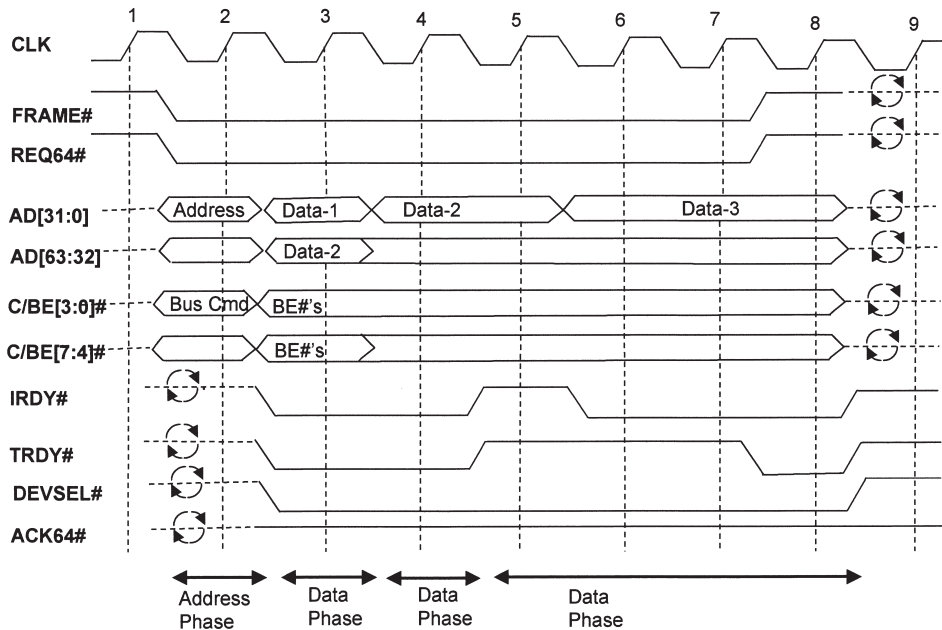 1 2 3 4 5 6 7 8 9
CLK
FRAME#
REQ64#
AD[31:0] Address Data-1 Data-2 Data-3
AD[63:32] Data-2
C/BE[3:0]# Bus Cmd BE#'s
C/BE[7:4]# BE#'s
IRDY#
TRDY#
DEVSEL#
ACK64#
Address Phase
Data Phase
Data Phase
Data Phase